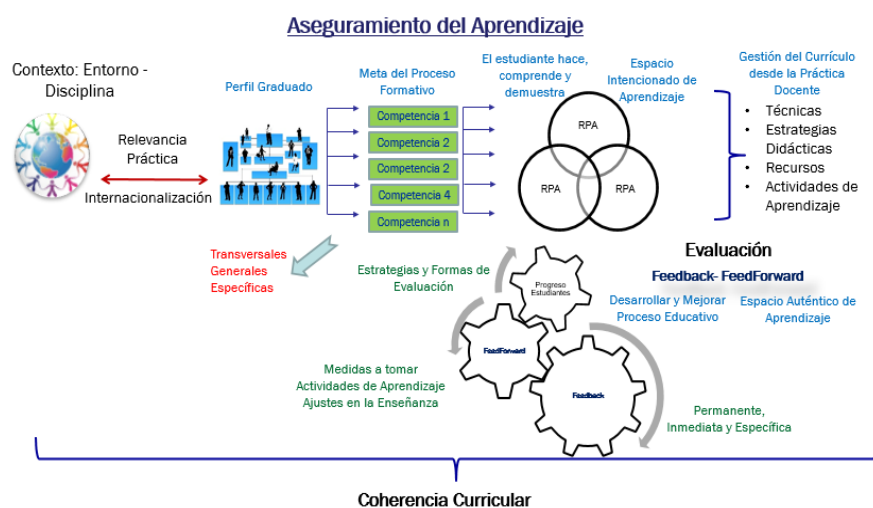 Aseguramiento del Aprendizaje
Contexto: Entorno -
Disciplina
Relevancia
Práctica
Internacionalización
Perfil Graduado
Meta del Proceso
Formativo
Competencia 1
Competencia 2
Competencia 2
Competencia 4
Competencia n
Transversales
Generales
Específicas
El estudiante hace,
comprende y
demuestra
Espacio
Intencionado de
Aprendizaje
RPA
RPA
RPA
Gestión del Currículo
desde la Práctica
Docente
• Técnicas
• Estrategias
Didácticas
• Recursos
• Actividades de
Aprendizaje
Evaluación
Feedback- FeedForward
Desarrollar y Mejorar
Proceso Educativo
Espacio Auténtico de
Aprendizaje
Estrategias y Formas de
Evaluación
Progreso
Estudiantes
FeedForward
Feedback
Medidas a tomar
Actividades de Aprendizaje
Ajustes en la Enseñanza
Permanente,
Inmediata y Específica
Coherencia Curricular